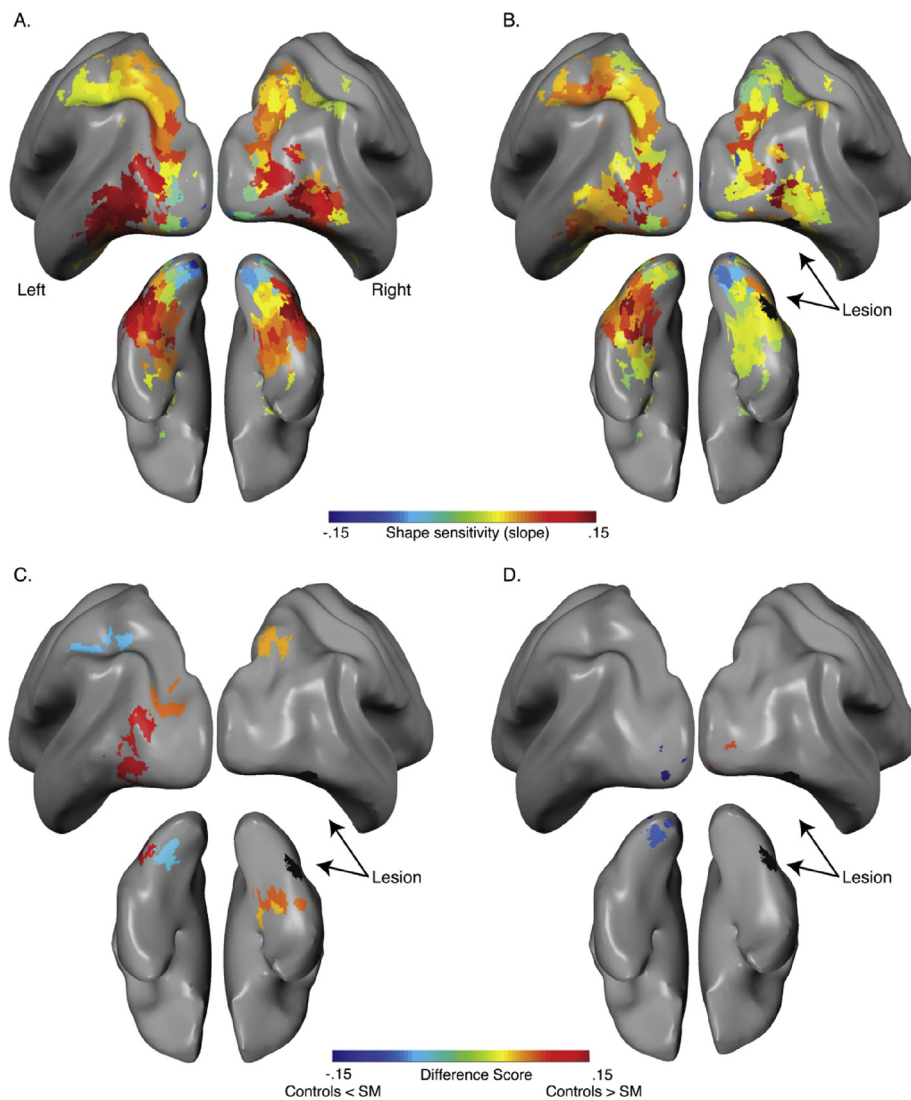 A.
B.
Left
Right
Lesion
-.15
Shape sensitivity (slope)
.15
C.
D.
Lesion
Lesion
-.15
Difference Score
.15
Controls < SM
Controls > SM